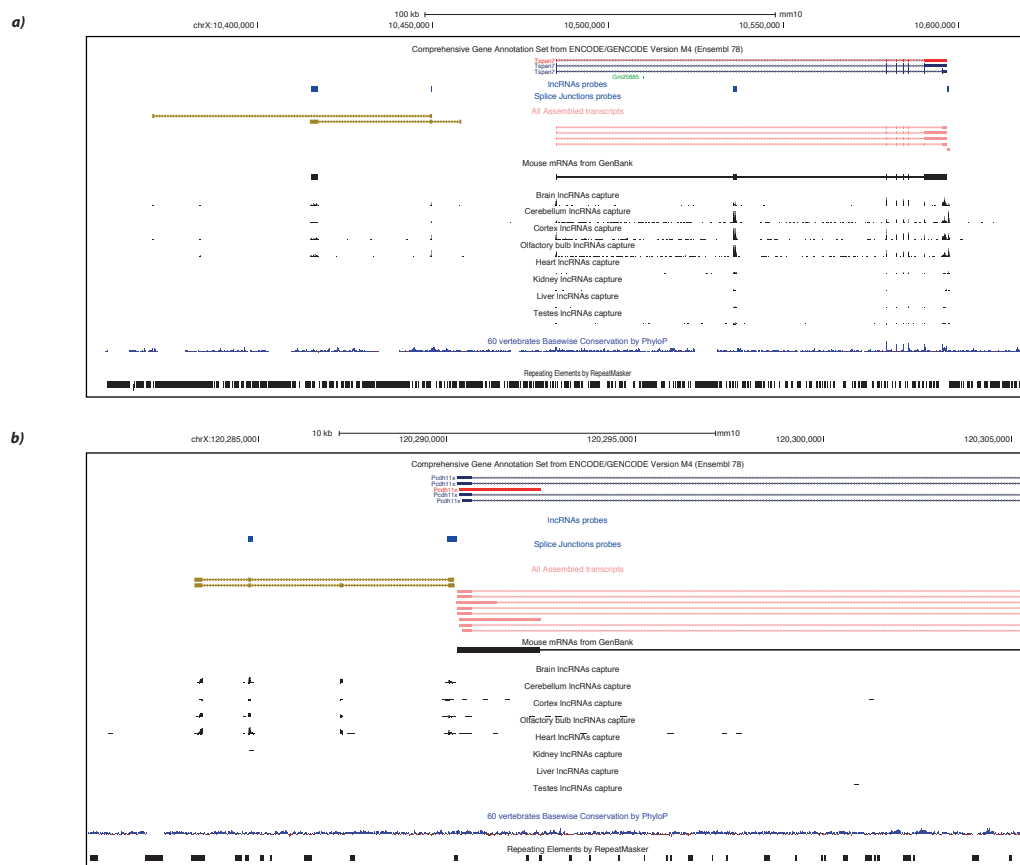 a)
100 kb mm10
chrX:10,400,000 10,450,000 10,500,000 10,550,000 10,600,000
Comprehensive Gene Annotation Set from ENCODE/GENCODE Version M4 (Ensembl 78)
Tspan7
Tspan7
Tspan7
Gm25885
lncRNAs probes
Splice Junctions probes
All Assembled transcripts
Mouse mRNAs from GenBank
Brain lncRNAs capture
Cerebellum lncRNAs capture
Cortex lncRNAs capture
Olfactory bulb lncRNAs capture
Heart lncRNAs capture
Kidney lncRNAs capture
Liver lncRNAs capture
Testes lncRNAs capture
60 vertebrates Basewise Conservation by PhyloP
Repeating Elements by RepeatMasker
b)
10 kb mm10
chrX:120,285,000 120,290,000 120,295,000 120,300,000 120,305,000
Comprehensive Gene Annotation Set from ENCODE/GENCODE Version M4 (Ensembl 78)
Pcdh11x
Pcdh11x
Pcdh11x
Pcdh11x
Pcdh11x
lncRNAs probes
Splice Junctions probes
All Assembled transcripts
Mouse mRNAs from GenBank
Brain lncRNAs capture
Cerebellum lncRNAs capture
Cortex lncRNAs capture
Olfactory bulb lncRNAs capture
Heart lncRNAs capture
Kidney lncRNAs capture
Liver lncRNAs capture
Testes lncRNAs capture
60 vertebrates Basewise Conservation by PhyloP
Repeating Elements by RepeatMasker